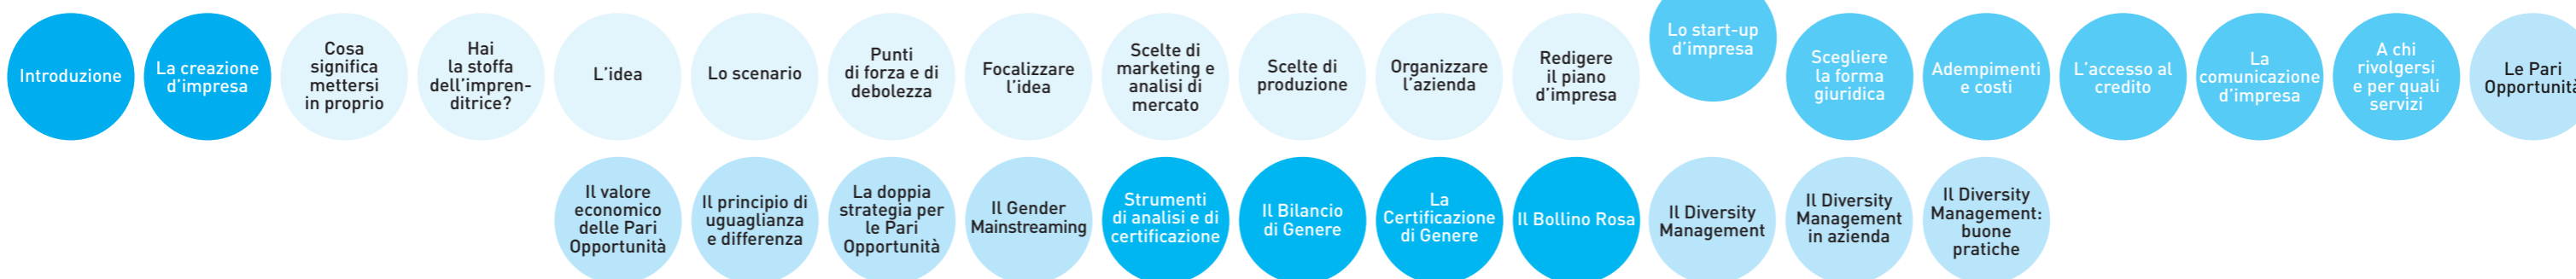 Introduzione
La creazione
d'impresa
Cosa
significa
mettersi
in proprio
Hai
la stoffa
dell'impren-
ditrice?
L'idea
Lo scenario
Punti
di forza e di
debolezza
Focalizzare
l'idea
Scelte di
marketing e
analisi di
mercato
Scelte di
produzione
Organizzare
l'azienda
Redigere
il piano
d'impresa
Lo start-up
d'impresa
Scegliere
la forma
giuridica
Adempimenti
e costi
L'accesso al
credito
La
comunicazione
d'impresa
A chi
rivolgersi
e per quali
servizi
Le Pari
Opportunità
Il valore
economico
delle Pari
Opportunità
Il principio di
uguaglianza
e differenza
La doppia
strategia per
le Pari
Opportunità
Il Gender
Mainstreaming
Strumenti
di analisi e di
certificazione
Il Bilancio
di Genere
La
Certificazione
di Genere
Il Bollino Rosa
Il Diversity
Management
Il Diversity
Management
in azienda
Il Diversity
Management:
buone
pratiche